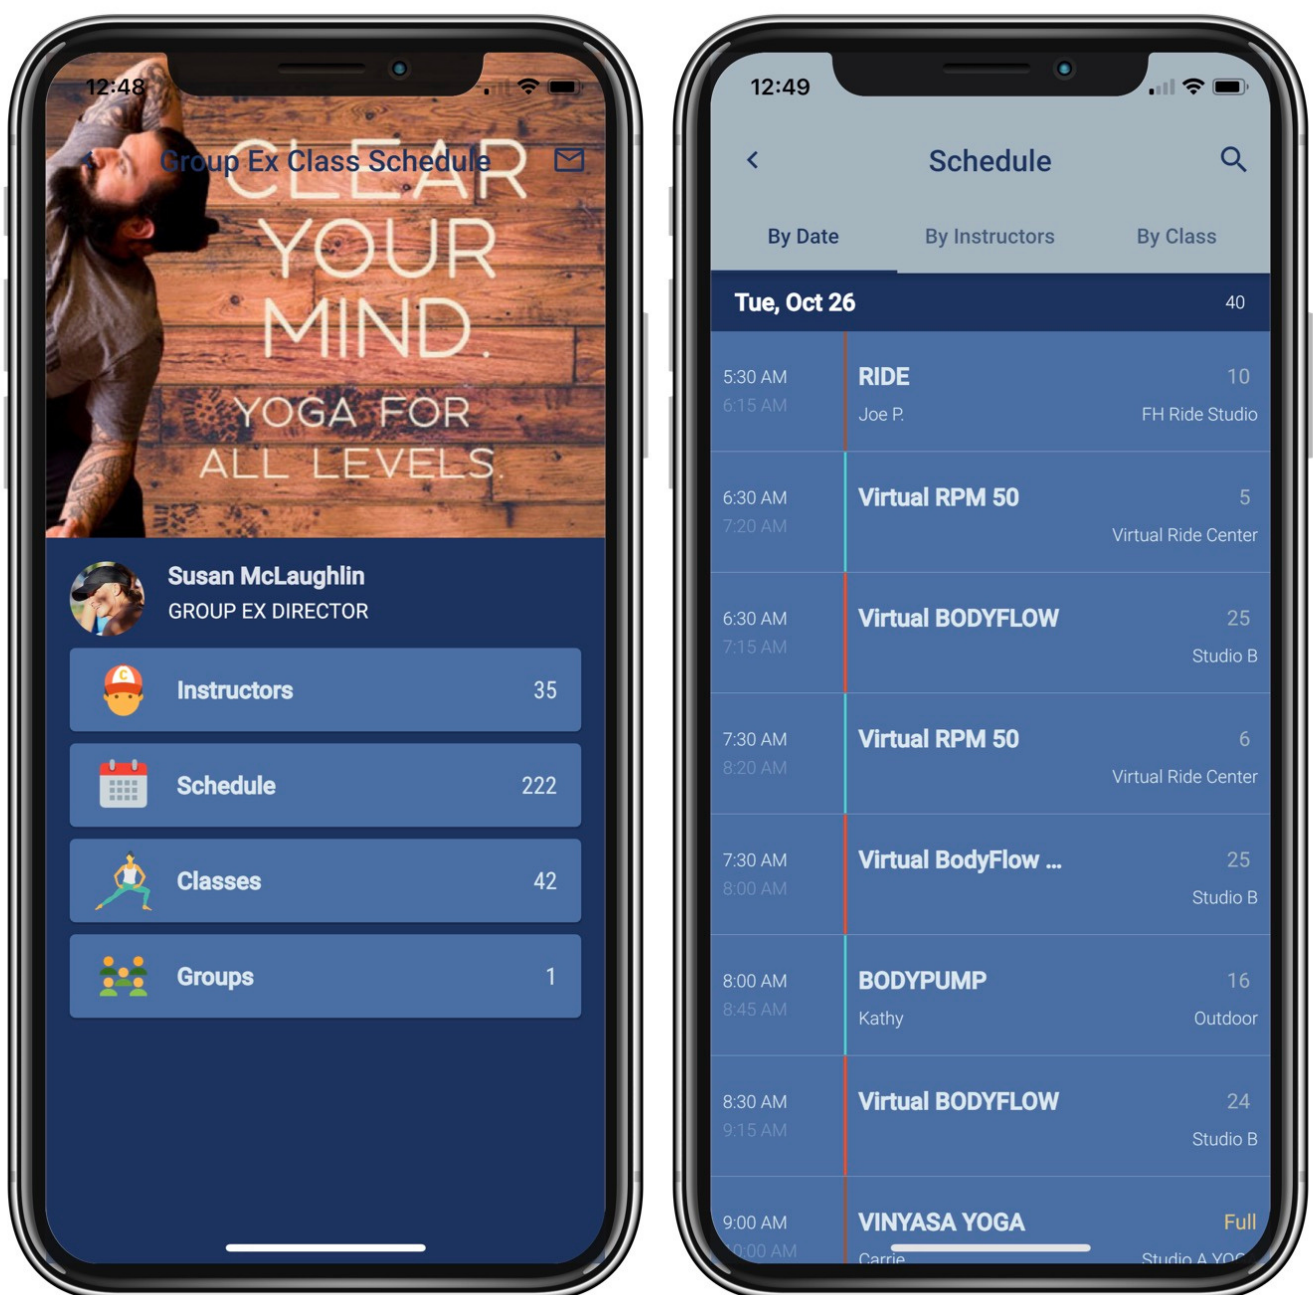 12:48
Group Ex Class Schedule
CLEAR
YOUR
MIND.
YOGA FOR
ALL LEVELS.
Susan McLaughlin
GROUP EX DIRECTOR
Instructors 35
Schedule 222
Classes 42
Groups 1
12:49
Schedule
By Date By Instructors By Class
Tue, Oct 26 40
5:30 AM RIDE 10
6:15 AM Joe P. FH Ride Studio
6:30 AM Virtual RPM 50 5
7:20 AM Virtual Ride Center
6:30 AM Virtual BODYFLOW 25
7:15 AM Studio B
7:30 AM Virtual RPM 50 6
8:20 AM Virtual Ride Center
7:30 AM Virtual BodyFlow ... 25
8:00 AM Studio B
8:00 AM BODYPUMP 16
8:45 AM Kathy Outdoor
8:30 AM Virtual BODYFLOW 24
9:15 AM Studio B
9:00 AM VINYASA YOGA Full
10:00 AM Carrie Studio A